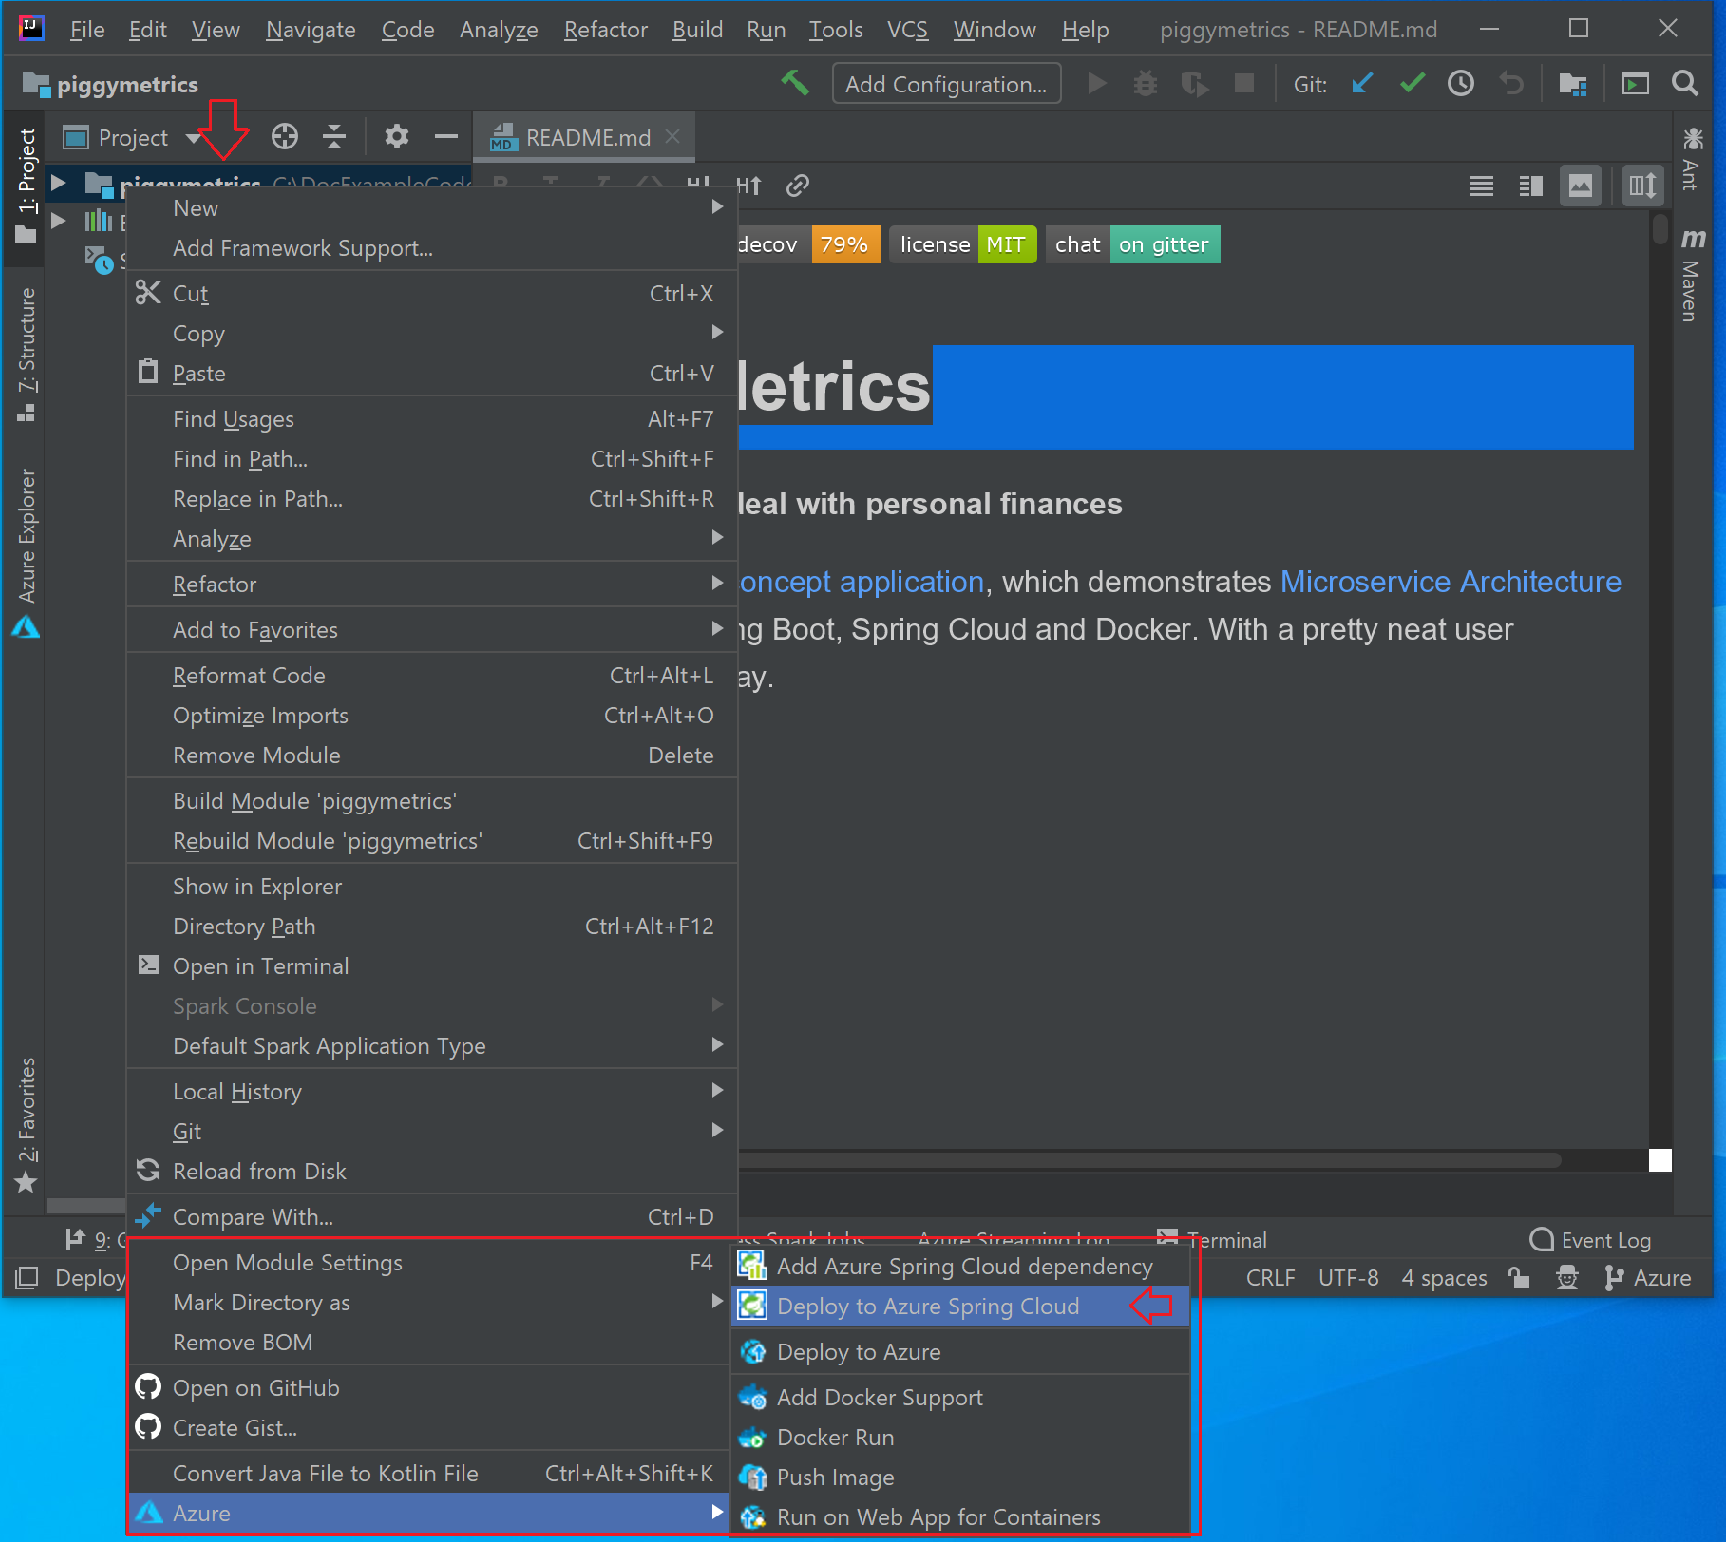 File Edit View Navigate Code Analyze Refactor Build Run Tools VCS Window Help piggymetrics - README.md
piggymetrics Add Configuration... Git:
Project README.md
1: Project
7: Structure
Azure Explorer
2: Favorites
Ant
Maven
piggymetrics C:\DocExampleCode
New
Add Framework Support...
Cut Ctrl+X
Copy
Paste Ctrl+V
Find Usages Alt+F7
Find in Path... Ctrl+Shift+F
Replace in Path... Ctrl+Shift+R
Analyze
Refactor
Add to Favorites
Reformat Code Ctrl+Alt+L
Optimize Imports Ctrl+Alt+O
Remove Module Delete
Build Module 'piggymetrics'
Rebuild Module 'piggymetrics' Ctrl+Shift+F9
Show in Explorer
Directory Path Ctrl+Alt+F12
Open in Terminal
Spark Console
Default Spark Application Type
Local History
Git
Reload from Disk
Compare With... Ctrl+D
Open Module Settings F4
Mark Directory as
Remove BOM
Open on GitHub
Create Gist...
Convert Java File to Kotlin File Ctrl+Alt+Shift+K
Azure
decov 79% license MIT chat on gitter
etrics
deal with personal finances
oncept application, which demonstrates Microservice Architecture
ng Boot, Spring Cloud and Docker. With a pretty neat user
ay.
9: G ess Spark Jobs Azure Streaming Log Terminal Event Log
Deploy CRLF UTF-8 4 spaces Azure
Add Azure Spring Cloud dependency
Deploy to Azure Spring Cloud
Deploy to Azure
Add Docker Support
Docker Run
Push Image
Run on Web App for Containers